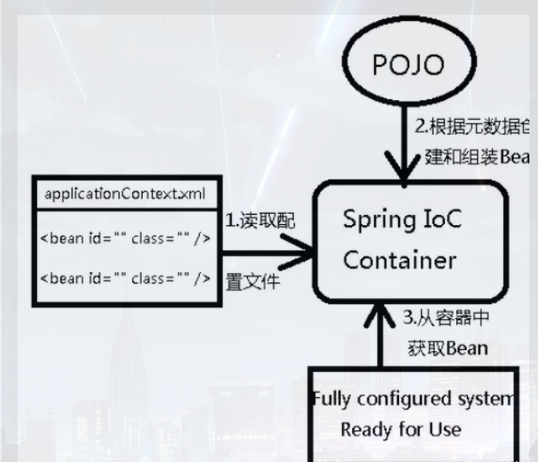 POJO
2.根据元数据创
建和组装Bea
applicationContext.xml
<bean id="" class="" />
<bean id="" class="" />
1.读取配
置文件
Spring IoC
Container
3.从容器中
获取Bean
Fully configured system
Ready for Use